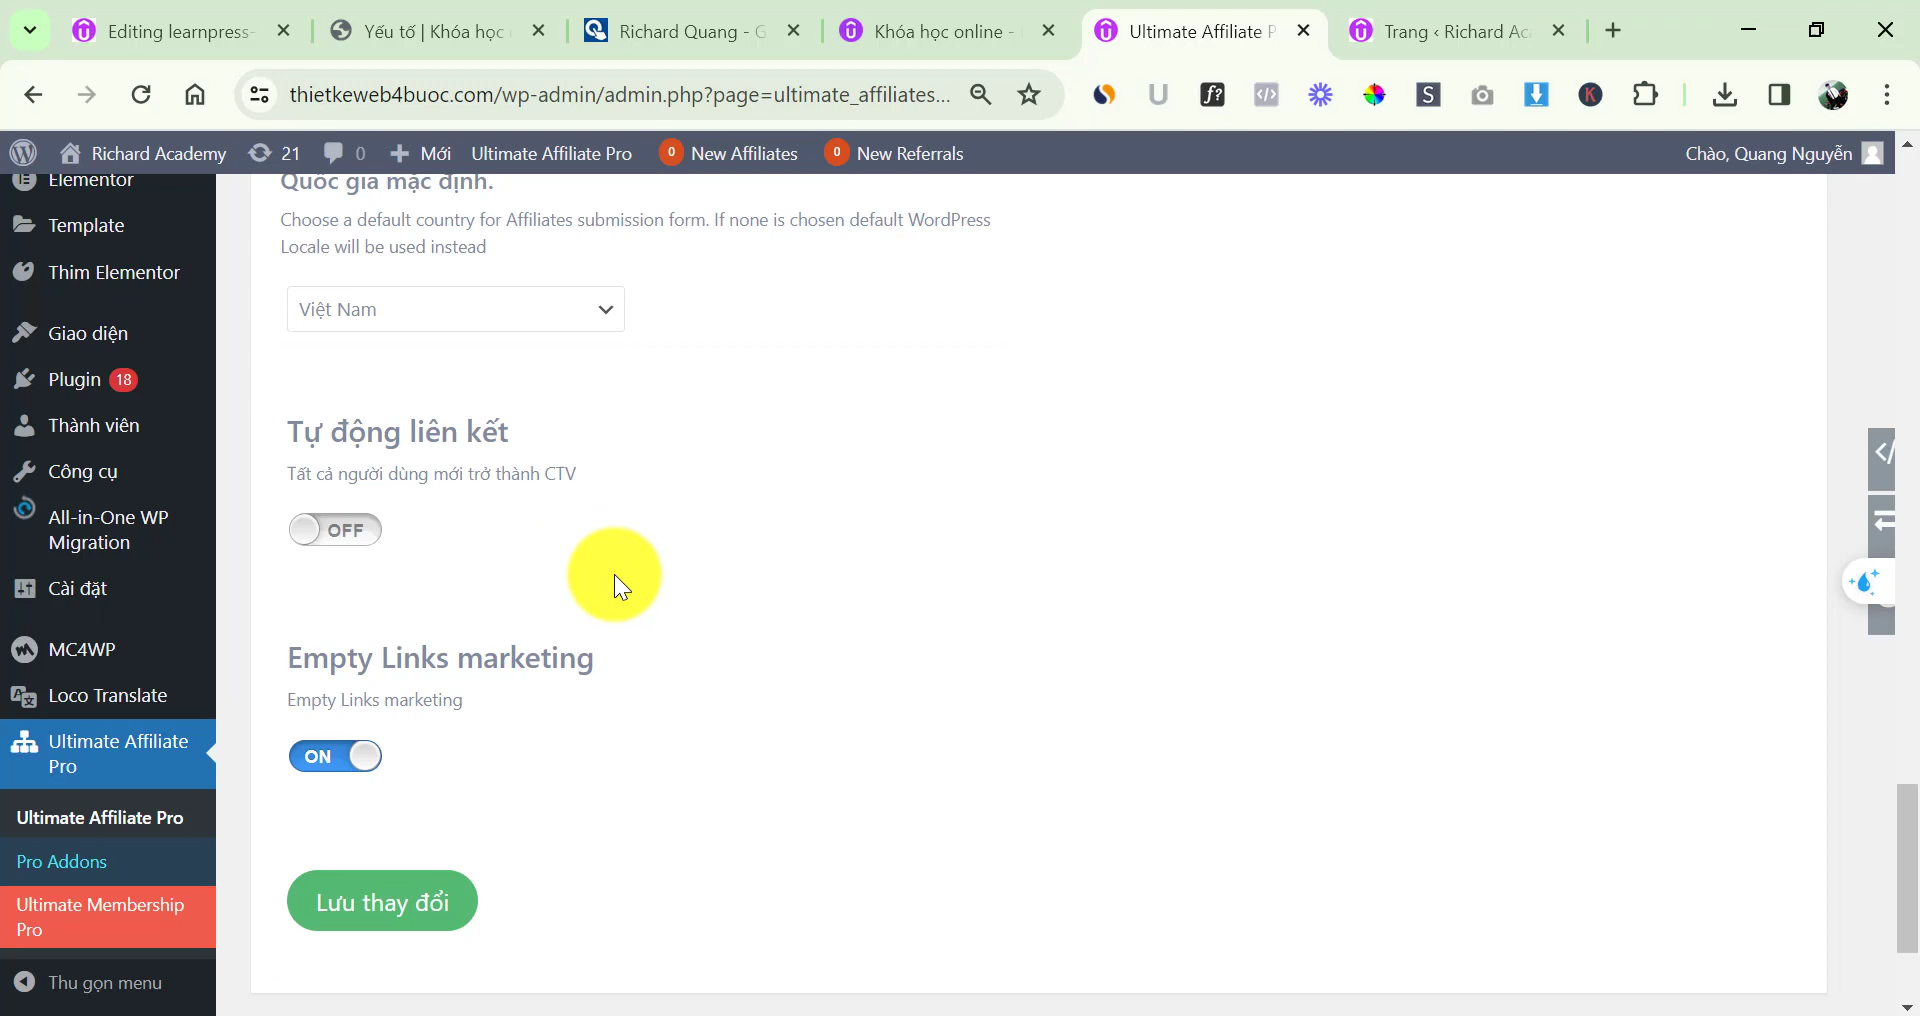 Editing learnpress-
Yếu tố | Khóa học
Richard Quang - G
Khóa học online -
Ultimate Affiliate P
Trang ‹ Richard Ac
thietkeweb4buoc.com/wp-admin/admin.php?page=ultimate_affiliates...
Richard Academy
21
0
Mới
Ultimate Affiliate Pro
0 New Affiliates
0 New Referrals
Chào, Quang Nguyễn
Elementor
Template
Thim Elementor
Giao diện
Plugin 18
Thành viên
Công cụ
All-in-One WP
Migration
Cài đặt
MC4WP
Loco Translate
Ultimate Affiliate
Pro
Ultimate Affiliate Pro
Pro Addons
Ultimate Membership
Pro
Thu gọn menu
Quốc gia mặc định.
Choose a default country for Affiliates submission form. If none is chosen default WordPress
Locale will be used instead
Việt Nam
Tự động liên kết
Tất cả người dùng mới trở thành CTV
OFF
Empty Links marketing
Empty Links marketing
ON
Lưu thay đổi